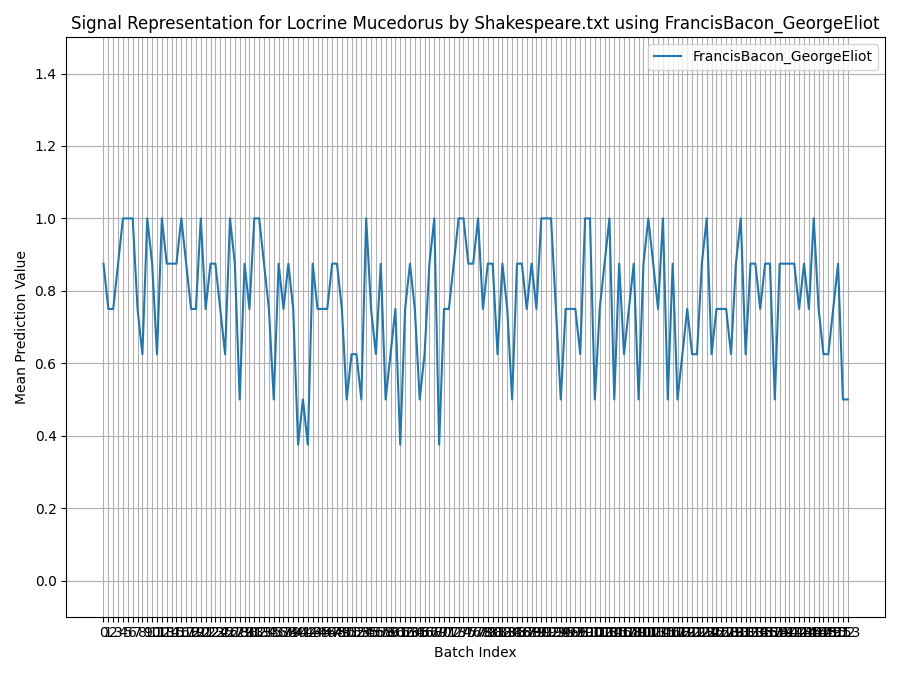 Signal Representation for Locrine Mucedorus by Shakespeare.txt using FrancisBacon_GeorgeEliot
FrancisBacon_GeorgeEliot
1.4
1.2
1.0
0.8
0.6
0.4
0.2
0.0
Mean Prediction Value
Batch Index